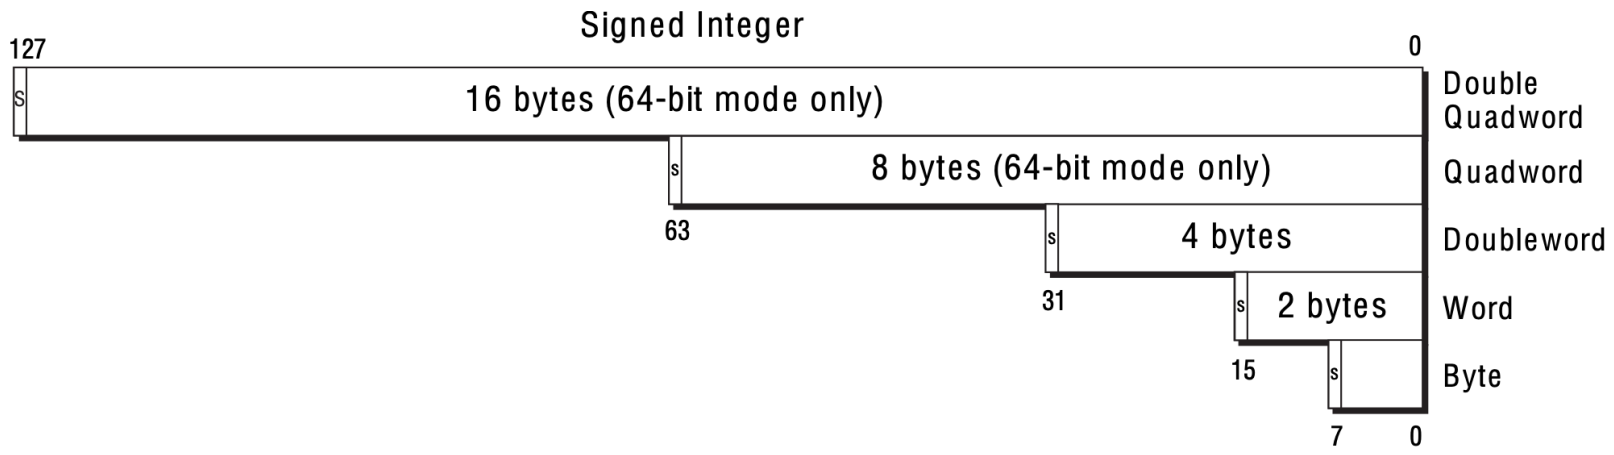 Signed Integer
127
0
S
16 bytes (64-bit mode only)
Double
Quadword
s
8 bytes (64-bit mode only)
Quadword
63
s
4 bytes
Doubleword
31
s
2 bytes
Word
15
s
Byte
7
0